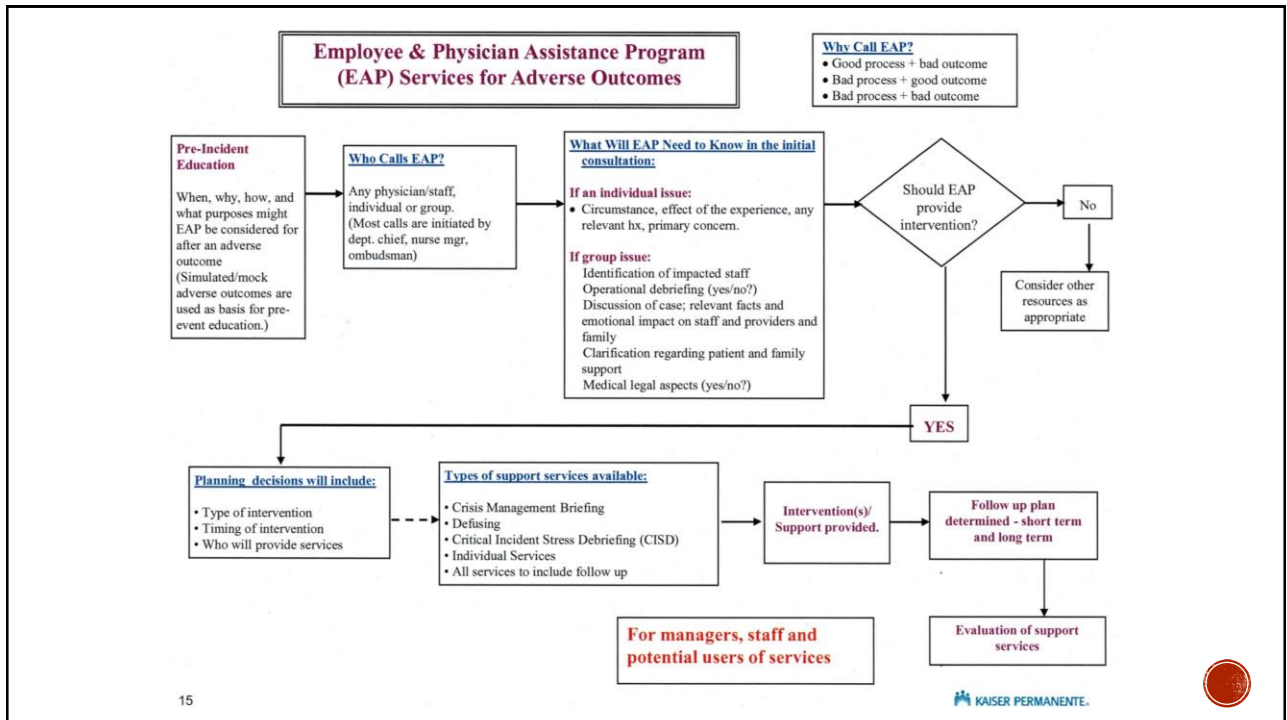 Employee & Physician Assistance Program
(EAP) Services for Adverse Outcomes
Why Call EAP?
• Good process + bad outcome
• Bad process + good outcome
• Bad process + bad outcome
Pre-Incident
Education
When, why, how, and
what purposes might
EAP be considered for
after an adverse
outcome
(Simulated/mock
adverse outcomes are
used as basis for pre-
event education.)
Who Calls EAP?
Any physician/staff,
individual or group.
(Most calls are initiated by
dept. chief, nurse mgr,
ombudsman)
What Will EAP Need to Know in the initial
consultation:
If an individual issue:
• Circumstance, effect of the experience, any
relevant hx, primary concern.
If group issue:
Identification of impacted staff
Operational debriefing (yes/no?)
Discussion of case; relevant facts and
emotional impact on staff and providers and
family
Clarification regarding patient and family
support
Medical legal aspects (yes/no?)
Should EAP
provide
intervention?
No
Consider other
resources as
appropriate
YES
Planning decisions will include:
• Type of intervention
• Timing of intervention
• Who will provide services
Types of support services available:
• Crisis Management Briefing
• Defusing
• Critical Incident Stress Debriefing (CISD)
• Individual Services
• All services to include follow up
Intervention(s)/
Support provided.
Follow up plan
determined - short term
and long term
Evaluation of support
services
For managers, staff and
potential users of services
15
KAISER PERMANENTE.